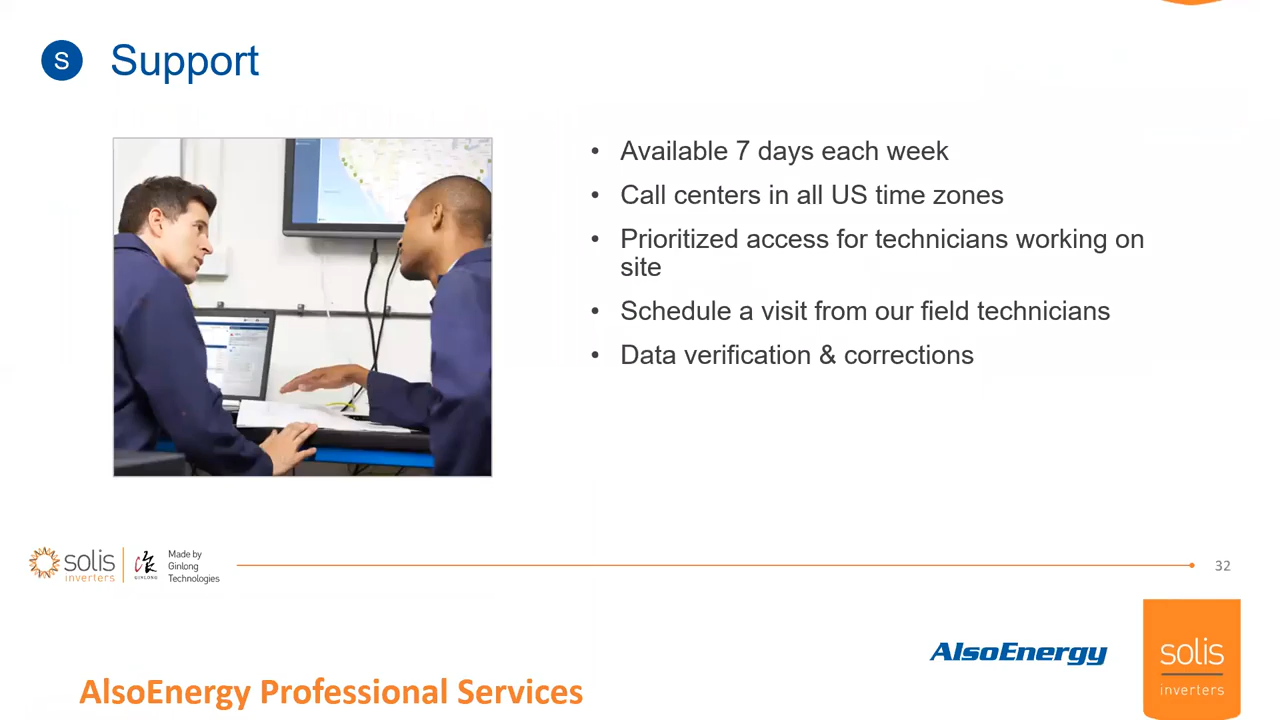 S Support
• Available 7 days each week
• Call centers in all US time zones
• Prioritized access for technicians working on
site
• Schedule a visit from our field technicians
• Data verification & corrections
solis
inverters
GINLONG
Made by
Ginlong
Technologies
32
AlsoEnergy
solis
inverters
AlsoEnergy Professional Services